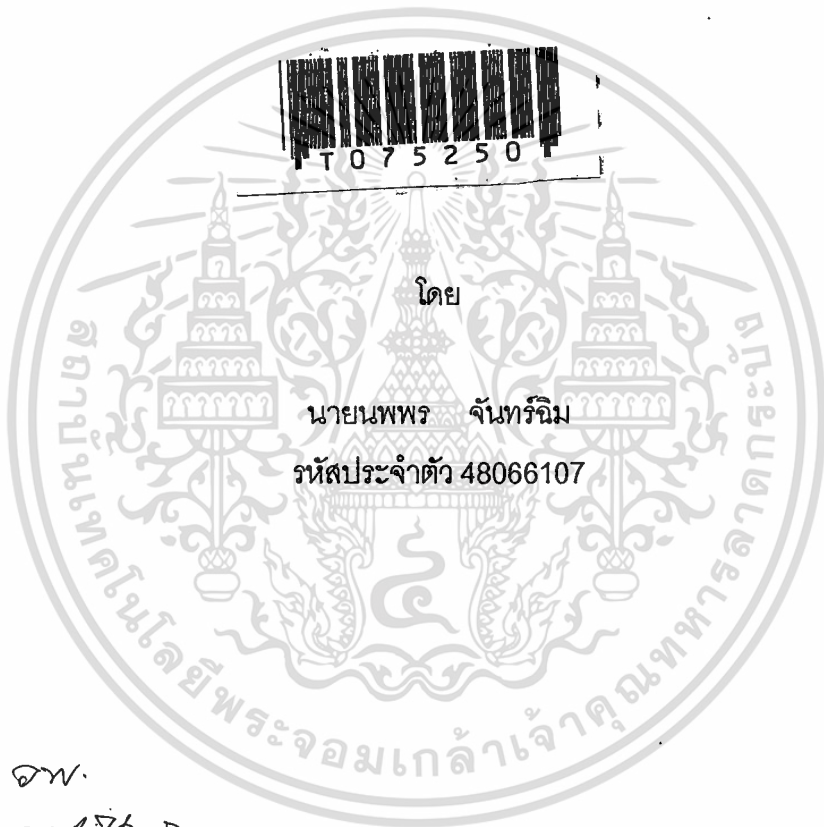 T075250
โดย
นายนพพร จันทร์ฉิม
รหัสประจำตัว 48066107
สถาบันเทคโนโลยีพระจอมเกล้าเจ้าคุณทหารลาดกระบัง
อพ.